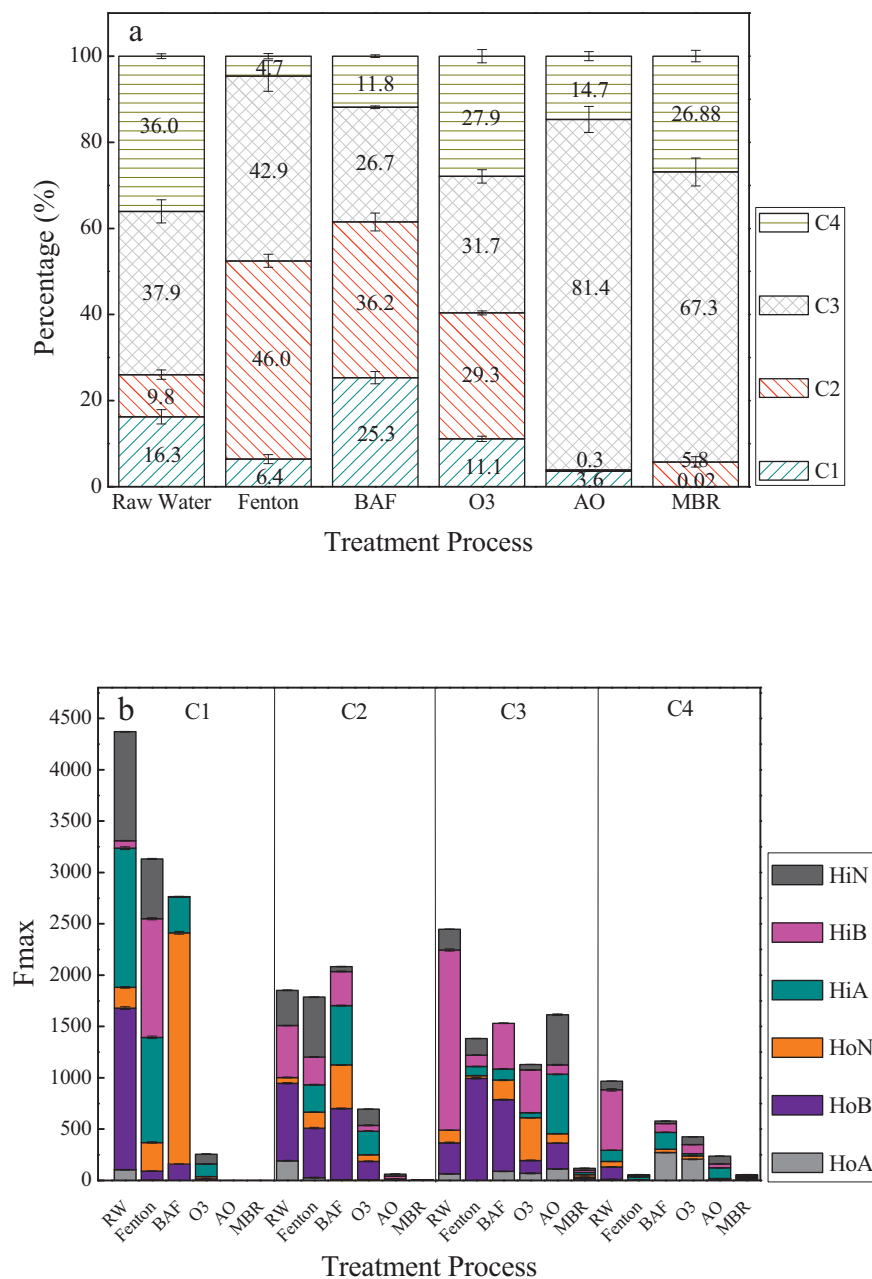 a
100
80
60
40
20
0
Percentage (%)
36.0
37.9
9.8
16.3
4.7
42.9
46.0
6.4
11.8
26.7
36.2
25.3
27.9
31.7
29.3
11.1
14.7
81.4
0.3
3.6
26.88
67.3
5.8
0.02
Raw Water Fenton BAF O3 AO MBR
Treatment Process
C4
C3
C2
C1
b C1 C2 C3 C4
4500
4000
3500
3000
2500
2000
1500
1000
500
0
Fmax
RW Fenton BAF O3 AO MBR RW Fenton BAF O3 AO MBR RW Fenton BAF O3 AO MBR RW Fenton BAF O3 AO MBR
Treatment Process
HiN
HiB
HiA
HoN
HoB
HoA